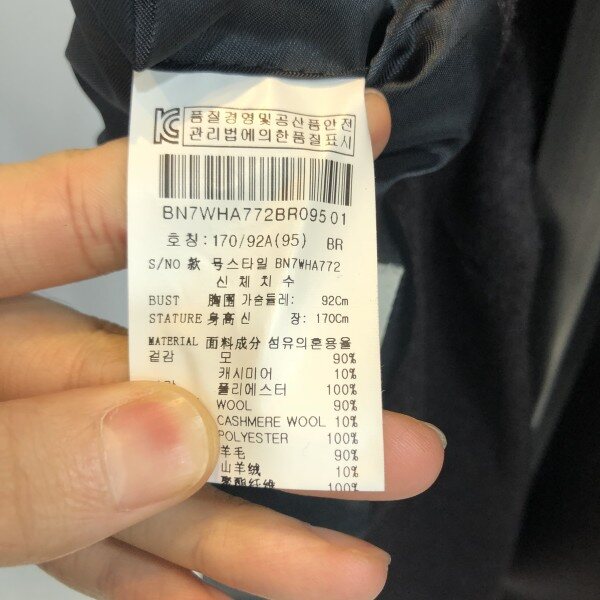 품질경영및공산품안전
관리법에의한품질표시
BN7WHA772BR09501
호칭:170/92A(95) BR
S/NO 款 号스타일 BN7WHA772
신 체 치 수
BUST 胸围 가슴둘레: 92Cm
STATURE 身高 신 장: 170Cm
MATERIAL 面料成分 섬유의혼용율
겉감 모 90%
캐시미어 10%
폴리에스터 100%
WOOL 90%
CASHMERE WOOL 10%
POLYESTER 100%
羊毛 90%
山羊绒 10%
聚酯纤维 100%